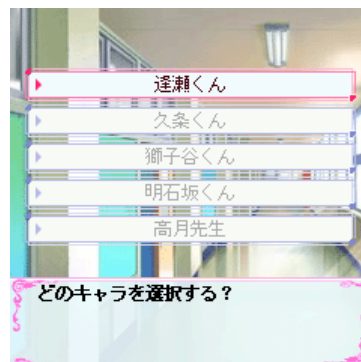 逢瀬くん
久条くん
獅子谷くん
明石坂くん
高月先生
どのキャラを選択する？